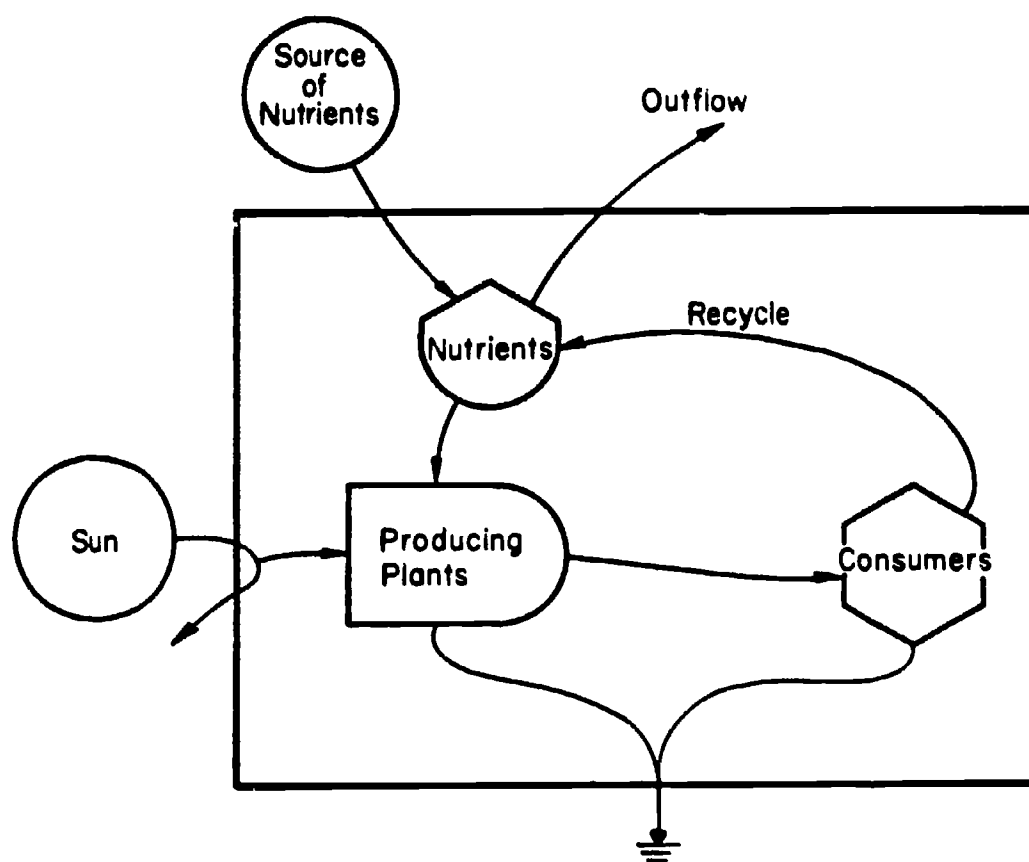 Source
of
Nutrients
Outflow
Recycle
Nutrients
Sun
Producing
Plants
Consumers